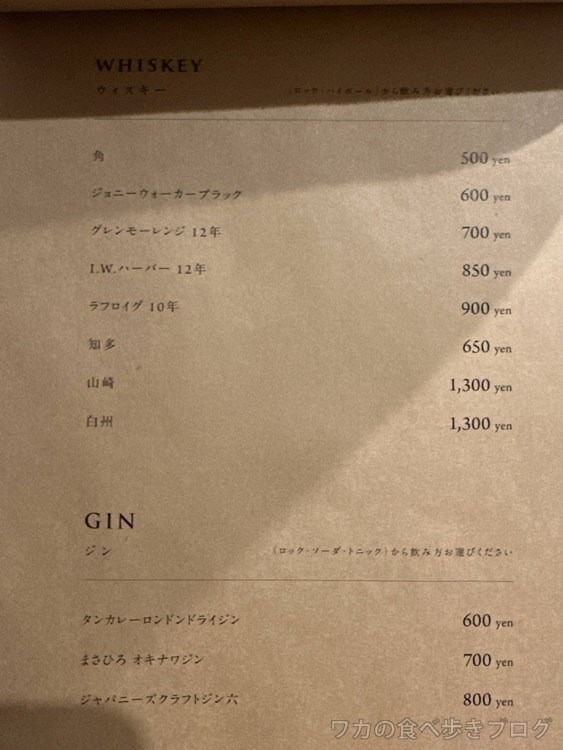 WHISKEY
ウィスキー (ロック・ハイボール)から飲み方お選びください
角 500 yen
ジョニーウォーカーブラック 600 yen
グレンモーレンジ 12年 700 yen
I.W.ハーパー 12年 850 yen
ラフロイグ 10年 900 yen
知多 650 yen
山崎 1,300 yen
白州 1,300 yen
GIN
ジン (ロック・ソーダ・トニック)から飲み方お選びください
タンカレーロンドンドライジン 600 yen
まさひろ オキナワジン 700 yen
ジャパニーズクラフトジン六 800 yen
ワカの食べ歩きブログ